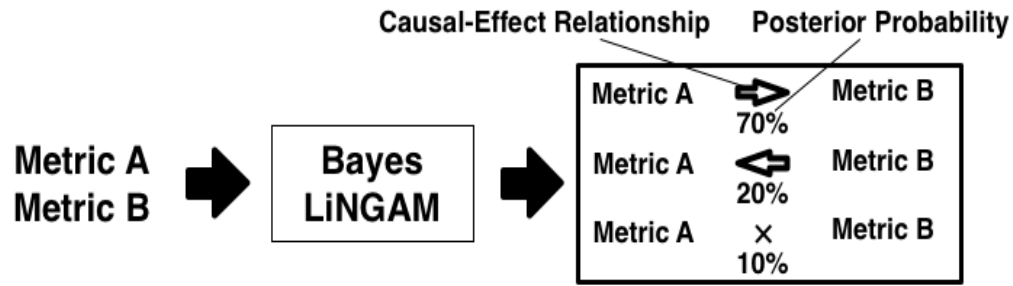 Causal-Effect Relationship Posterior Probability
Metric A Metric B
70%
Metric A Metric B
20%
Metric A × Metric B
10%
Metric A
Metric B
Bayes
LiNGAM